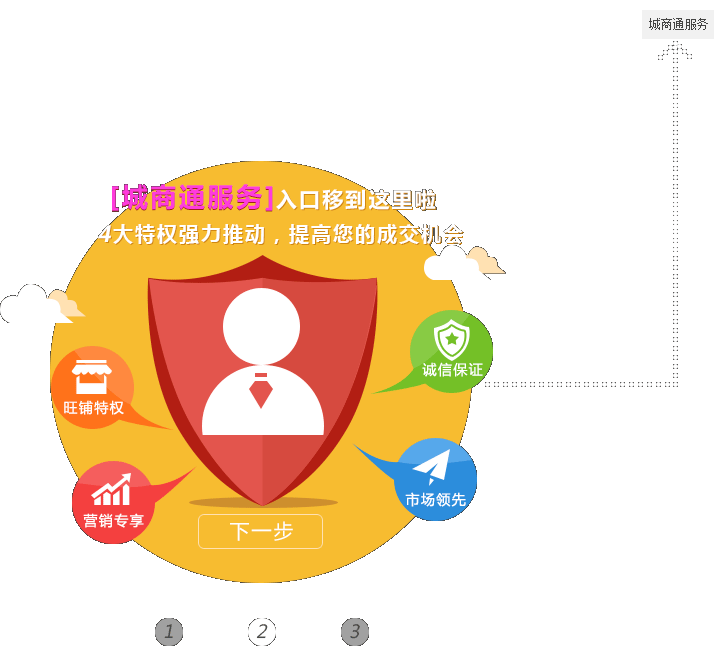 城商通服务
[城商通服务]入口移到这里啦
4大特权强力推动，提高您的成交机会
诚信保证
旺铺特权
市场领先
营销专享
下一步
1 2 3